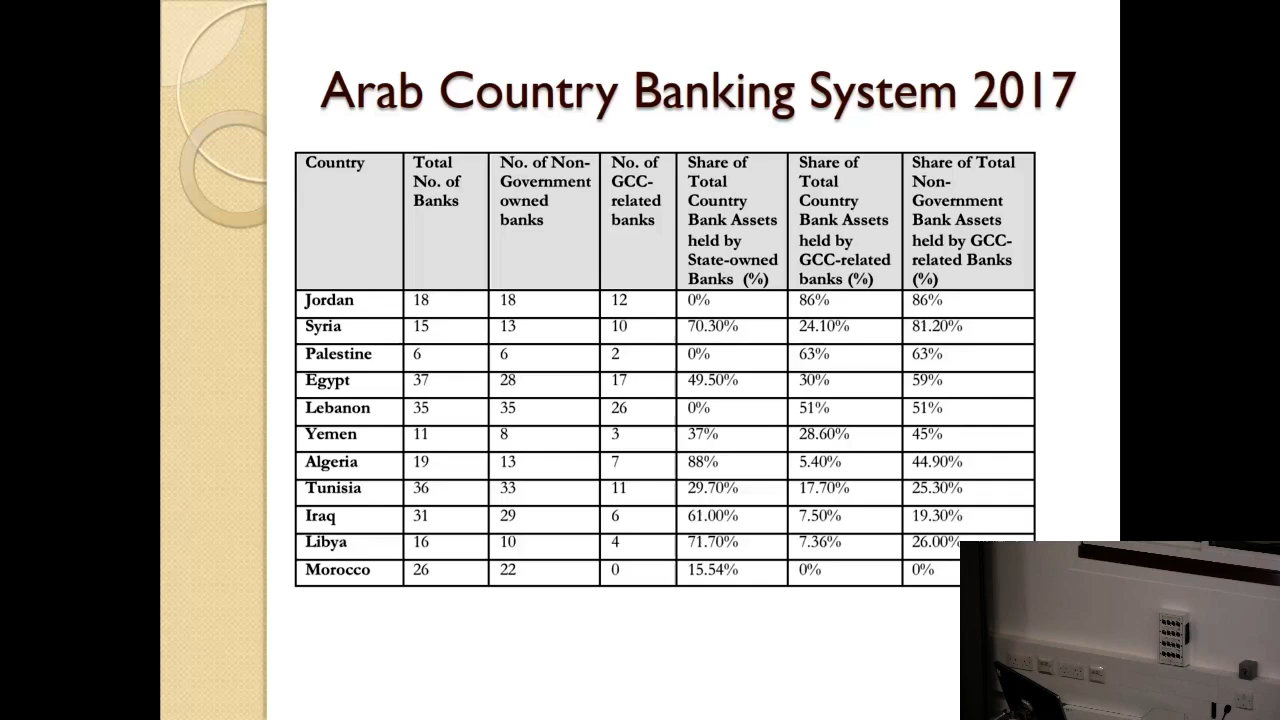 Arab Country Banking System 2017
Country Total No. of Banks No. of Non-Government owned banks No. of GCC-related banks Share of Total Country Bank Assets held by State-owned Banks (%) Share of Total Country Bank Assets held by GCC-related banks (%) Share of Total Non-Government Bank Assets held by GCC-related Banks (%)
Jordan 18 18 12 0% 86% 86%
Syria 15 13 10 70.30% 24.10% 81.20%
Palestine 6 6 2 0% 63% 63%
Egypt 37 28 17 49.50% 30% 59%
Lebanon 35 35 26 0% 51% 51%
Yemen 11 8 3 37% 28.60% 45%
Algeria 19 13 7 88% 5.40% 44.90%
Tunisia 36 33 11 29.70% 17.70% 25.30%
Iraq 31 29 6 61.00% 7.50% 19.30%
Libya 16 10 4 71.70% 7.36% 26.00%
Morocco 26 22 0 15.54% 0% 0%